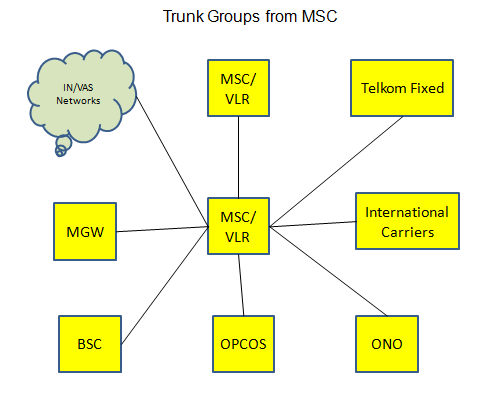 Trunk Groups from MSC
IN/VAS
Networks
MSC/
VLR
Telkom Fixed
MGW
MSC/
VLR
International
Carriers
BSC
OPCOS
ONO